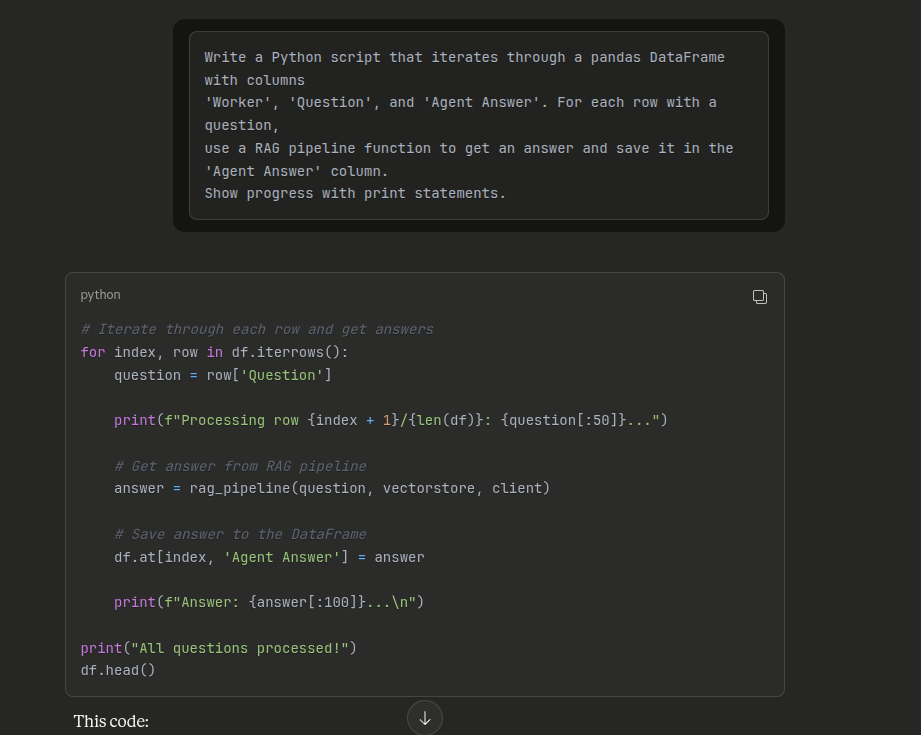 Write a Python script that iterates through a pandas DataFrame
with columns
'Worker', 'Question', and 'Agent Answer'. For each row with a
question,
use a RAG pipeline function to get an answer and save it in the
'Agent Answer' column.
Show progress with print statements.
python
# Iterate through each row and get answers
for index, row in df.iterrows():
    question = row['Question']
    print(f"Processing row {index + 1}/{len(df)}: {question[:50]}...")
    # Get answer from RAG pipeline
    answer = rag_pipeline(question, vectorstore, client)
    # Save answer to the DataFrame
    df.at[index, 'Agent Answer'] = answer
    print(f"Answer: {answer[:100]}...\n")
print("All questions processed!")
df.head()
This code: